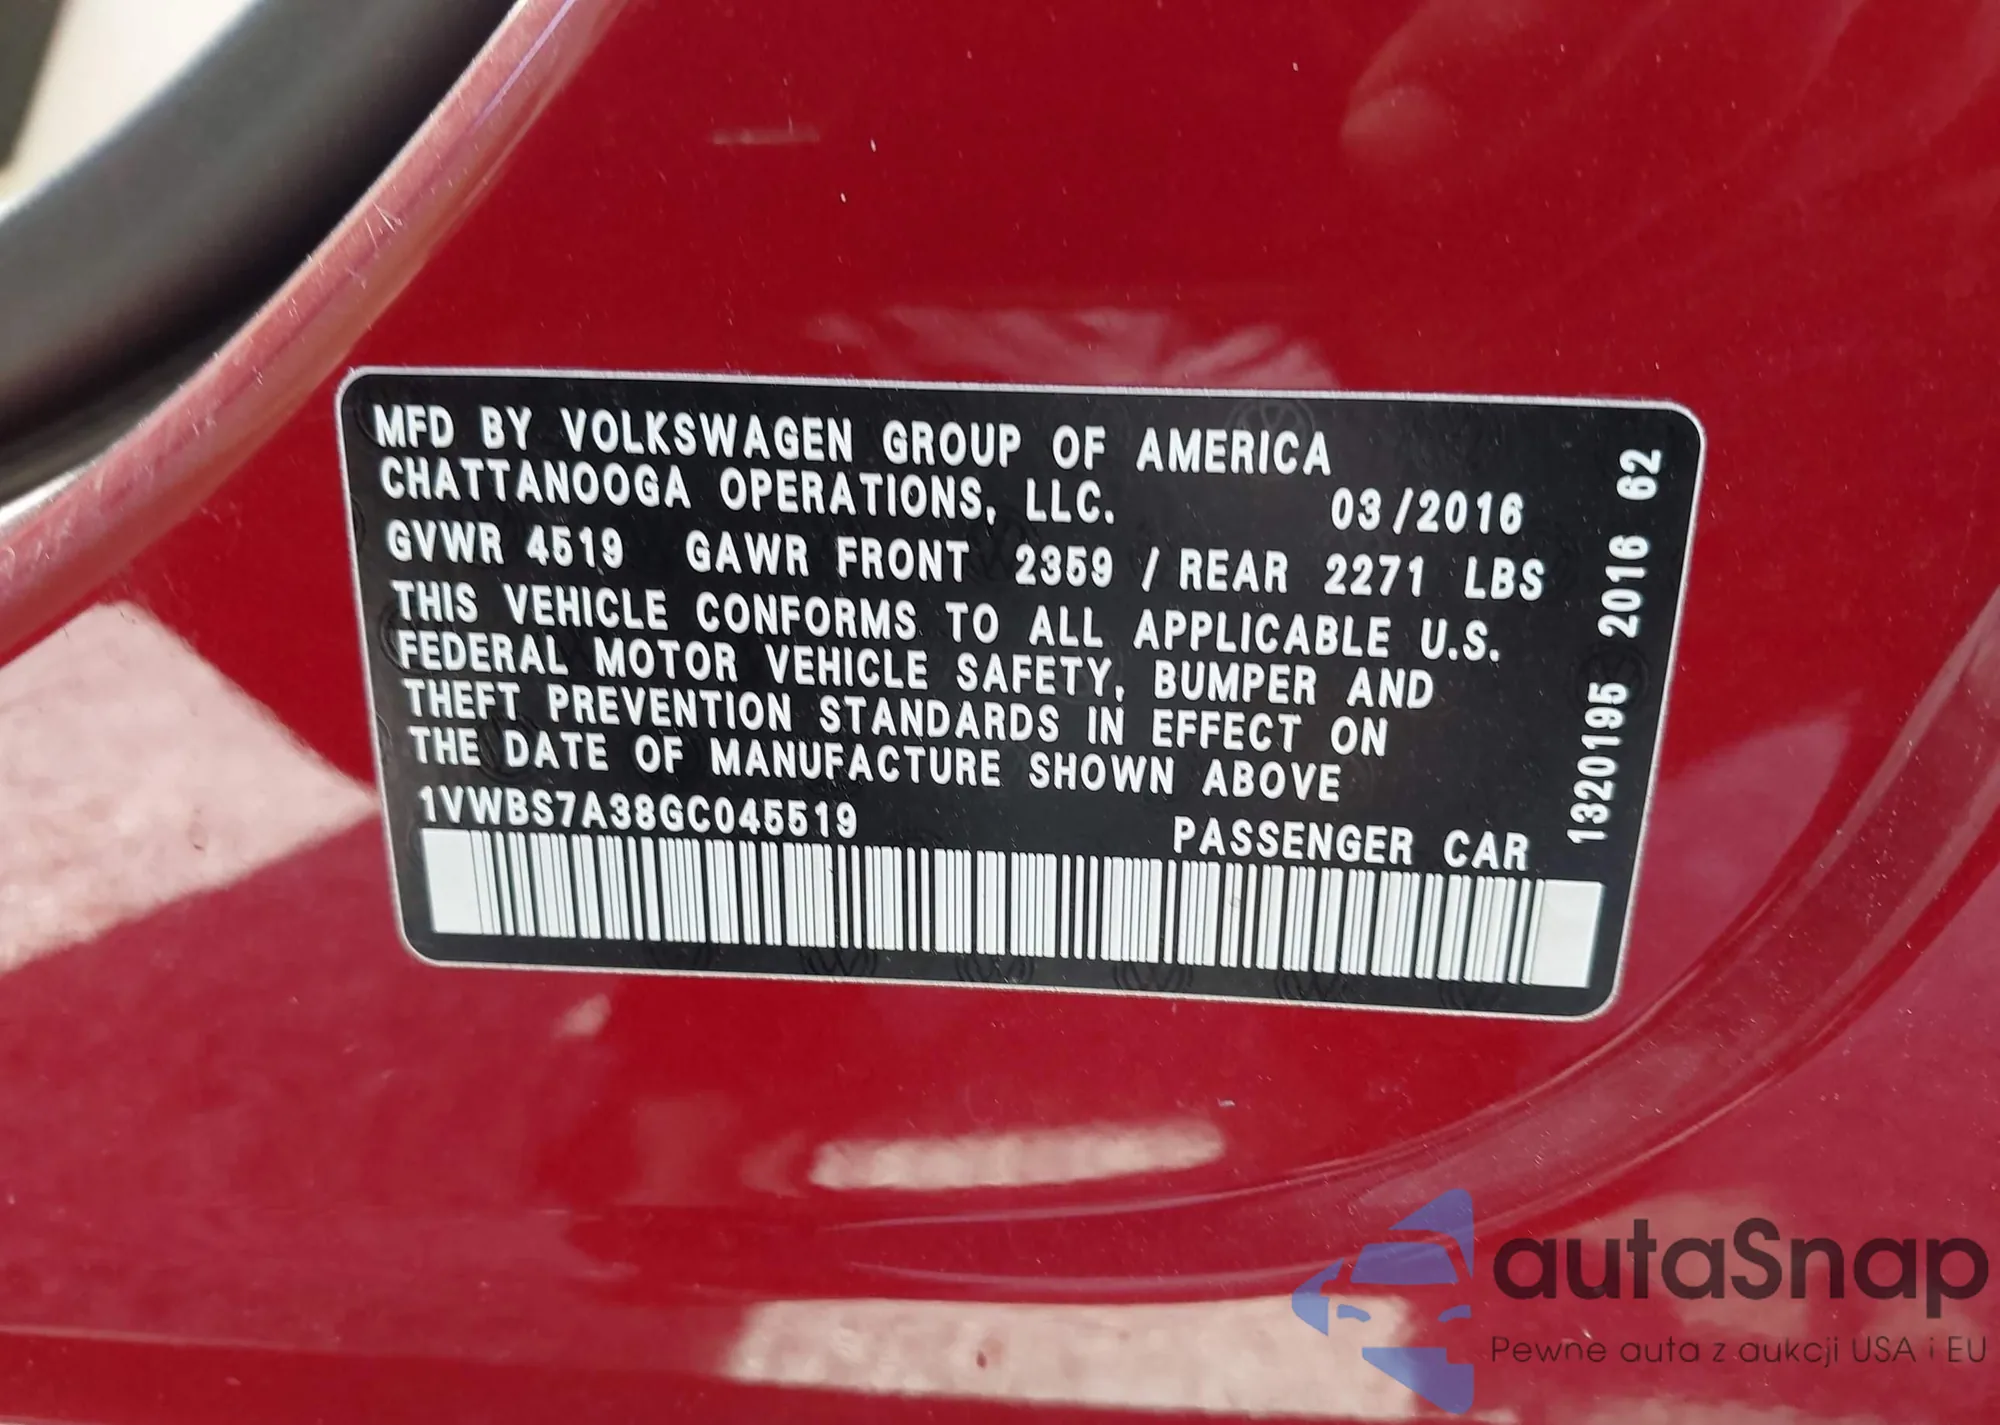 MFD BY VOLKSWAGEN GROUP OF AMERICA
CHATTANOOGA OPERATIONS, LLC. 03/2016
GVWR 4519 GAWR FRONT 2359 / REAR 2271 LBS
THIS VEHICLE CONFORMS TO ALL APPLICABLE U.S.
FEDERAL MOTOR VEHICLE SAFETY, BUMPER AND
THEFT PREVENTION STANDARDS IN EFFECT ON
THE DATE OF MANUFACTURE SHOWN ABOVE
1VWBS7A38GC045519 PASSENGER CAR
1320195 2016 62
autaSnap
Pewne auta z aukcji USA i EU